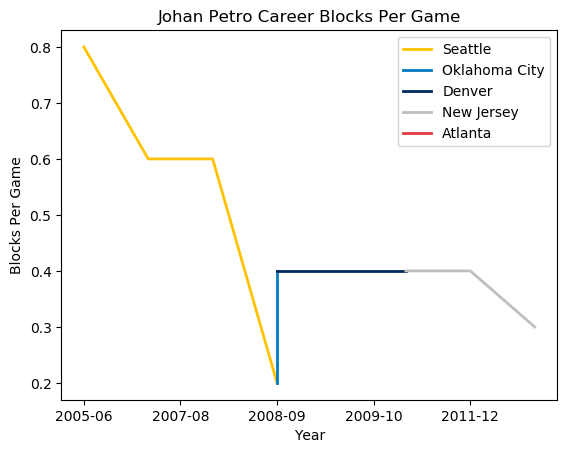 Johan Petro Career Blocks Per Game
Seattle
Oklahoma City
Denver
New Jersey
Atlanta
Blocks Per Game
0.8
0.7
0.6
0.5
0.4
0.3
0.2
2005-06
2007-08
2008-09
2009-10
2011-12
Year